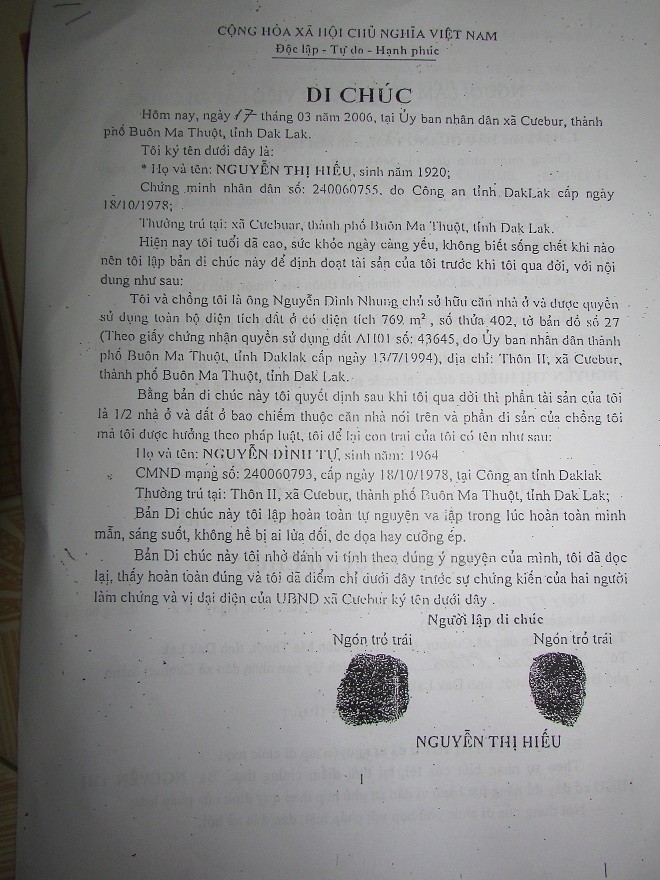 CỘNG HÒA XÃ HỘI CHỦ NGHĨA VIỆT NAM
Độc lập - Tự do - Hạnh phúc
DI CHÚC
Hôm nay, ngày 17 tháng 03 năm 2006, tại Ủy ban nhân dân xã Cưebur, thành
phố Buôn Ma Thuột, tỉnh Dak Lak.
Tôi ký tên dưới đây là:
* Họ và tên: NGUYỄN THỊ HIẾU, sinh năm 1920;
Chứng minh nhân dân số: 240060755, do Công an tỉnh DakLak cấp ngày
18/10/1978;
Thường trú tại: xã Cưebuar, thành phố Buôn Ma Thuột, tỉnh Dak Lak.
Hiện nay tôi tuổi đã cao, sức khỏe ngày càng yếu, không biết sống chết khi nào
nên tôi lập bản di chúc này để định đoạt tài sản của tôi trước khi tôi qua đời, với nội
dung như sau:
Tôi và chồng tôi là ông Nguyễn Đình Nhung chủ sở hữu căn nhà ở và được quyền
sử dụng toàn bộ diện tích đất ở có diện tích 769 m², số thửa 402, tờ bản đồ số 27
(Theo giấy chứng nhận quyền sử dụng đất A1101 số: 43645, do Ủy ban nhân dân thành
phố Buôn Ma Thuột, tỉnh Daklak cấp ngày 13/7/1994), địa chỉ: Thôn II, xã Cưebur,
thành phố Buôn Ma Thuột, tỉnh Dak Lak.
Bằng bản di chúc này tôi quyết định sau khi tôi qua đời thì phần tài sản của tôi
là 1/2 nhà ở và đất ở bao chiếm thuộc căn nhà nói trên và phần di sản của chồng tôi
mà tôi được hưởng theo pháp luật, tôi để lại con trai của tôi có tên như sau:
Họ và tên: NGUYỄN ĐÌNH TỰ, sinh năm: 1964
CMND mạng số: 240060793, cấp ngày 18/10/1978, tại Công an tỉnh Daklak
Thường trú tại: Thôn II, xã Cưebur, thành phố Buôn Ma Thuột, tỉnh Dak Lak;
Bản Di chúc này tôi lập hoàn toàn tự nguyện và lập trong lúc hoàn toàn minh
mẫn, sáng suốt, không hề bị ai lừa dối, đe dọa hay cưỡng ép.
Bản Di chúc này tôi nhờ đánh vi tính theo đúng ý nguyện của mình, tôi đã đọc
lại, thấy hoàn toàn đúng và tôi đã điểm chỉ dưới đây trước sự chứng kiến của hai người
làm chứng và vị đại diện của UBND xã Cưebur ký tên dưới đây .
Người lập di chúc
Ngón trỏ trái Ngón trỏ trái
NGUYỄN THỊ HIẾU
1